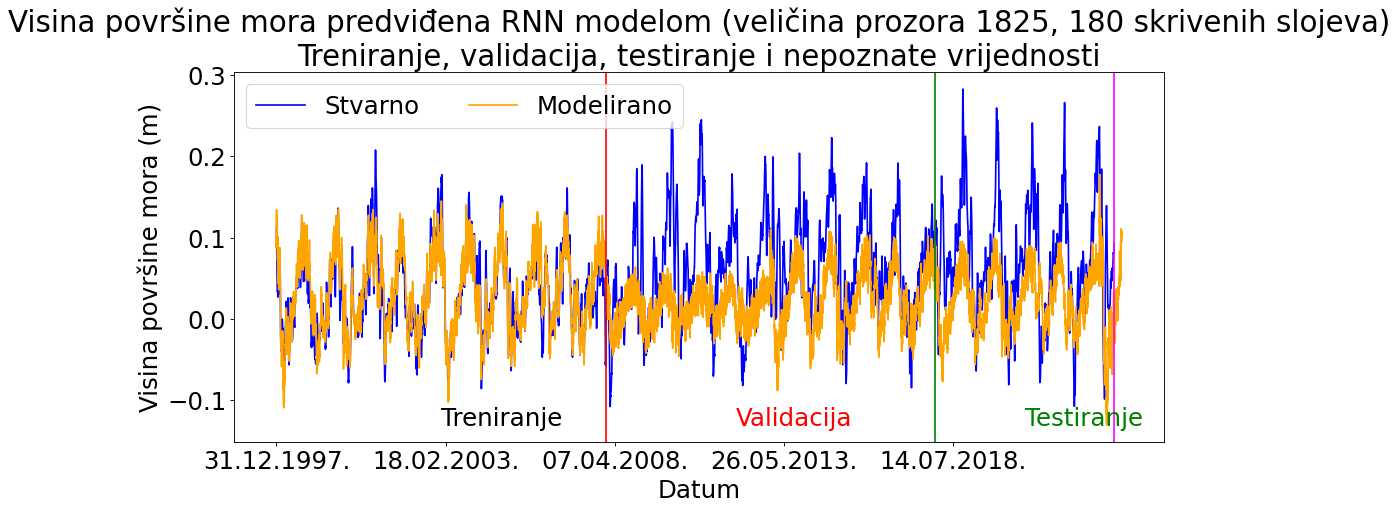 Visina površine mora predviđena RNN modelom (veličina prozora 1825, 180 skrivenih slojeva)
Treniranje, validacija, testiranje i nepoznate vrijednosti
Stvarno
Modelirano
Visina površine mora (m)
0.3
0.2
0.1
0.0
−0.1
Treniranje
Validacija
Testiranje
31.12.1997.
18.02.2003.
07.04.2008.
26.05.2013.
14.07.2018.
Datum